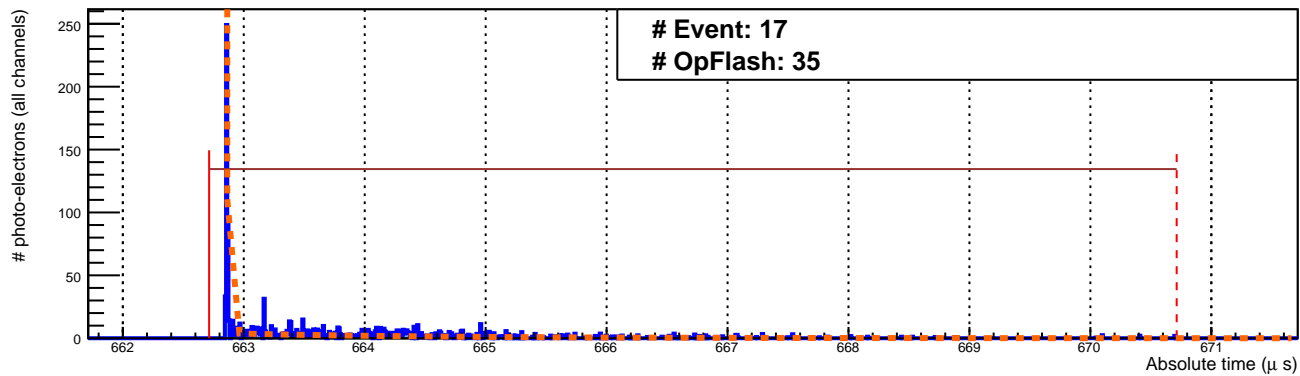 # Event: 17
# OpFlash: 35
# photo-electrons (all channels)
250
200
150
100
50
0
662 663 664 665 666 667 668 669 670 671
Absolute time (μ s)